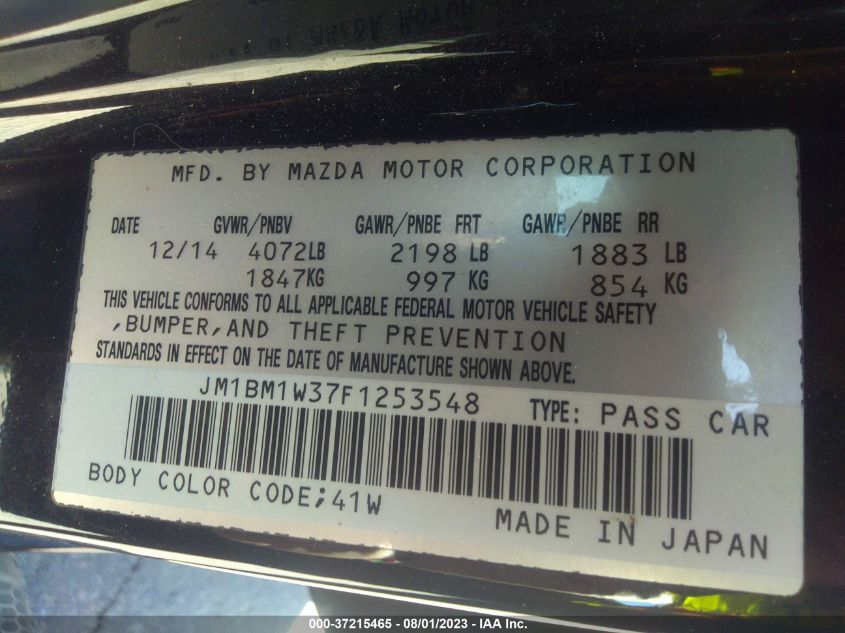 MFD. BY MAZDA MOTOR CORPORATION
DATE GVWR/PNBV GAWR/PNBE FRT GAWR/PNBE RR
12/14 4072LB 2198 LB 1883 LB
1847KG 997 KG 854 KG
THIS VEHICLE CONFORMS TO ALL APPLICABLE FEDERAL MOTOR VEHICLE SAFETY
,BUMPER,AND THEFT PREVENTION
STANDARDS IN EFFECT ON THE DATE OF MANUFACTURE SHOWN ABOVE.
JM1BM1W37F1253548 TYPE: PASS CAR
BODY COLOR CODE;41W
MADE IN JAPAN
000-37215465 - 08/01/2023 - IAA Inc.